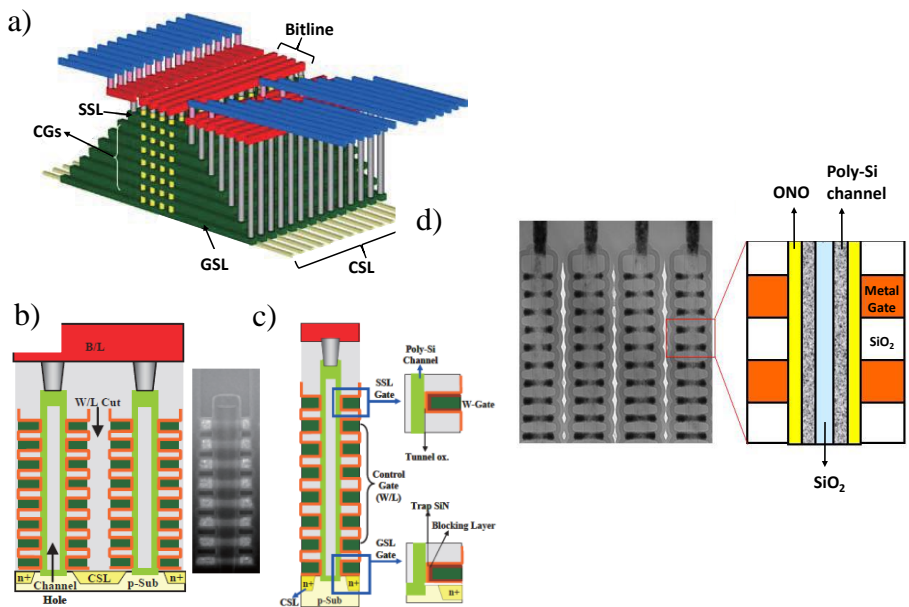 a)
Bitline
SSL
CGs
GSL
CSL
d)
ONO
Poly-Si
channel
Metal
Gate
SiO2
SiO2
b)
B/L
W/L Cut
n+
CSL
p-Sub
n+
Channel
Hole
c)
Poly-Si
Channel
SSL
Gate
W-Gate
Tunnel ox.
Control
Gate
(W/L)
Trap SiN
Blocking Layer
GSL
Gate
n+
n+
n+
CSL
p-Sub